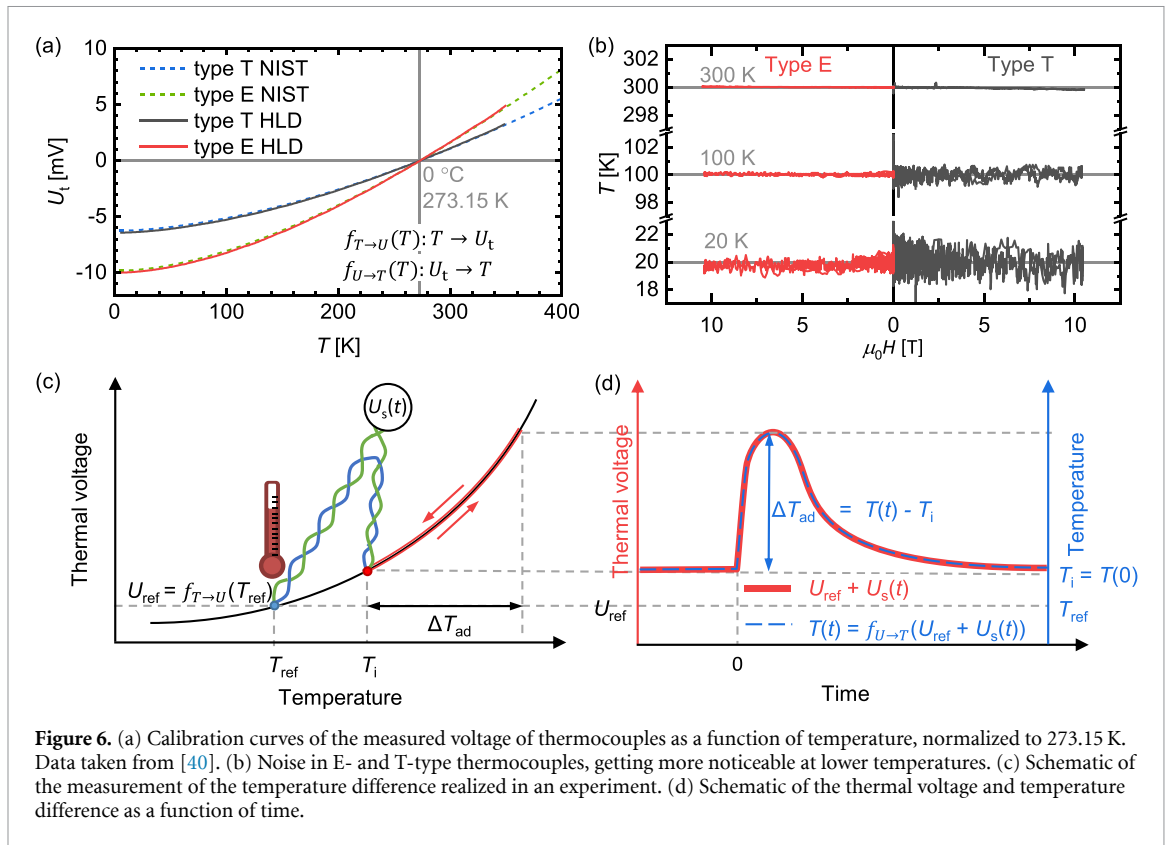 (a)
10
5
0
-5
-10
U_t [mV]
type T NIST
type E NIST
type T HLD
type E HLD
0 °C
273.15 K
f_{T→U}(T): T → U_t
f_{U→T}(T): U_t → T
0 100 200 300 400
T [K]
(b)
Type E Type T
302
300
300 K
100 K
102
100
98
20 K
22
20
18
T [K]
10 5 0 5 10
μ₀H [T]
(c)
U_s(t)
Thermal voltage
U_ref = f_{T→U}(T_ref)
ΔT_ad
T_ref T_i
Temperature
(d)
Thermal voltage
Temperature
ΔT_ad = T(t) - T_i
T_i = T(0)
U_ref + U_s(t)
U_ref
T_ref
T(t) = f_{U→T}(U_ref + U_s(t))
0
Time
Figure 6. (a) Calibration curves of the measured voltage of thermocouples as a function of temperature, normalized to 273.15 K.
Data taken from [40]. (b) Noise in E- and T-type thermocouples, getting more noticeable at lower temperatures. (c) Schematic of
the measurement of the temperature difference realized in an experiment. (d) Schematic of the thermal voltage and temperature
difference as a function of time.